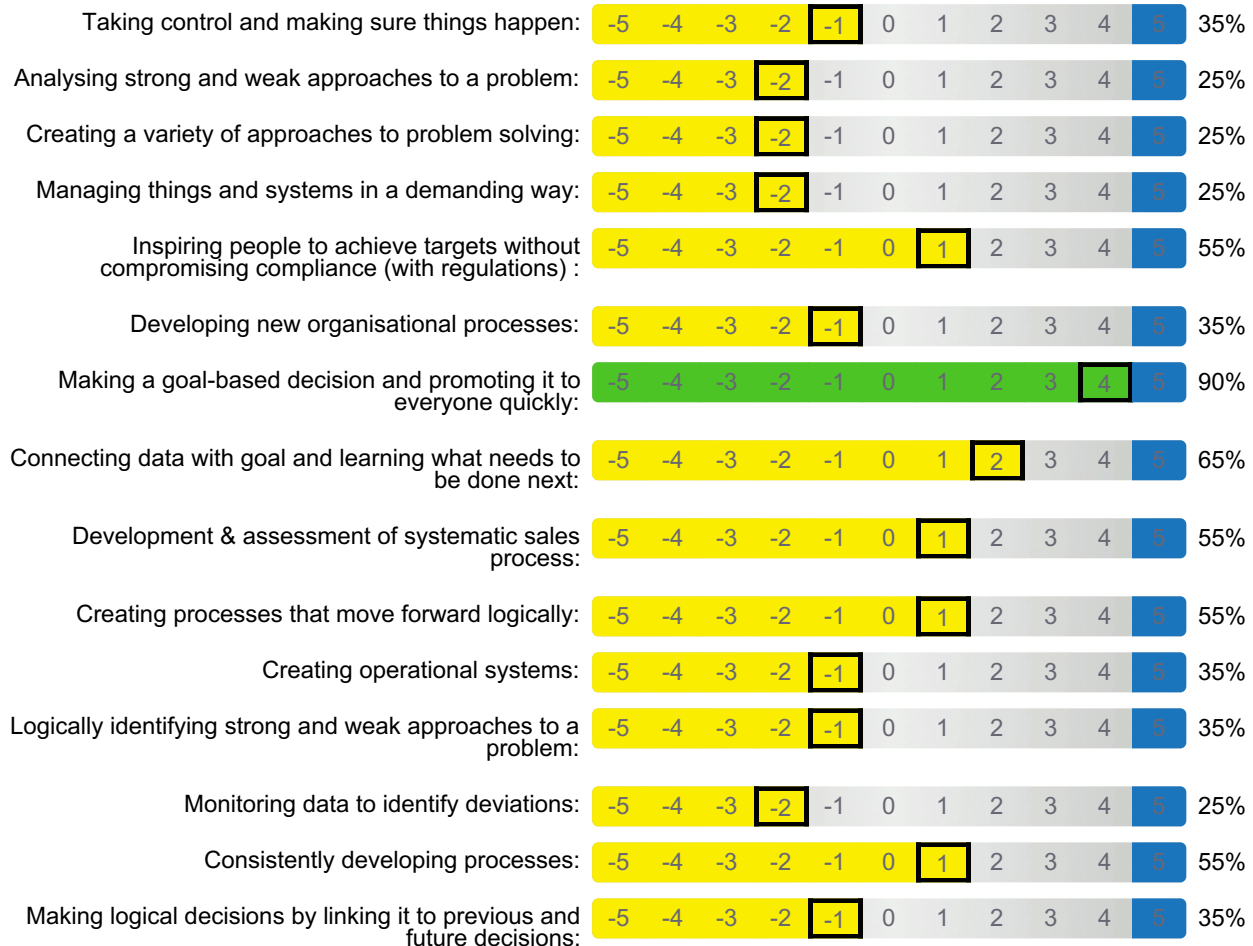 Taking control and making sure things happen: -5 -4 -3 -2 -1 0 1 2 3 4 5 35%
Analysing strong and weak approaches to a problem: -5 -4 -3 -2 -1 0 1 2 3 4 5 25%
Creating a variety of approaches to problem solving: -5 -4 -3 -2 -1 0 1 2 3 4 5 25%
Managing things and systems in a demanding way: -5 -4 -3 -2 -1 0 1 2 3 4 5 25%
Inspiring people to achieve targets without
compromising compliance (with regulations) : -5 -4 -3 -2 -1 0 1 2 3 4 5 55%
Developing new organisational processes: -5 -4 -3 -2 -1 0 1 2 3 4 5 35%
Making a goal-based decision and promoting it to
everyone quickly: -5 -4 -3 -2 -1 0 1 2 3 4 5 90%
Connecting data with goal and learning what needs to
be done next: -5 -4 -3 -2 -1 0 1 2 3 4 5 65%
Development & assessment of systematic sales
process: -5 -4 -3 -2 -1 0 1 2 3 4 5 55%
Creating processes that move forward logically: -5 -4 -3 -2 -1 0 1 2 3 4 5 55%
Creating operational systems: -5 -4 -3 -2 -1 0 1 2 3 4 5 35%
Logically identifying strong and weak approaches to a
problem: -5 -4 -3 -2 -1 0 1 2 3 4 5 35%
Monitoring data to identify deviations: -5 -4 -3 -2 -1 0 1 2 3 4 5 25%
Consistently developing processes: -5 -4 -3 -2 -1 0 1 2 3 4 5 55%
Making logical decisions by linking it to previous and
future decisions: -5 -4 -3 -2 -1 0 1 2 3 4 5 35%